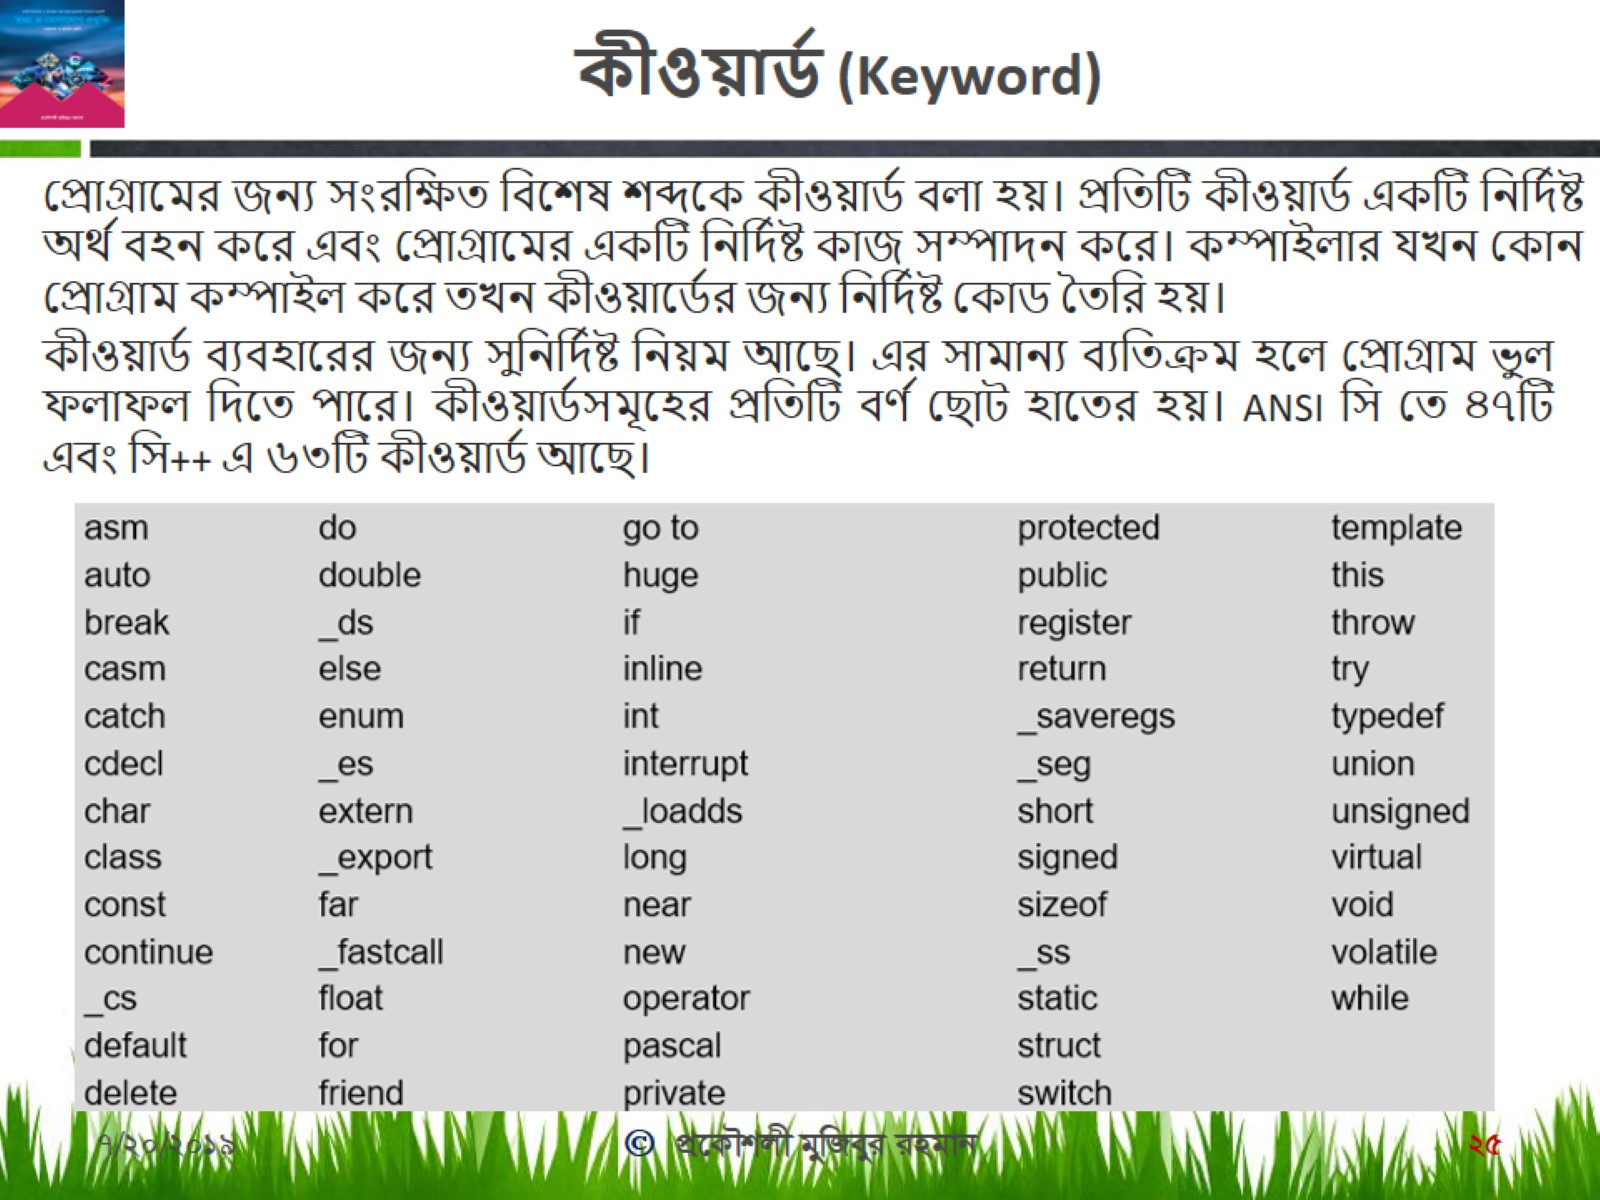 কীওয়ার্ড (Keyword)
প্রোগ্রামের জন্য সংরক্ষিত বিশেষ শব্দকে কীওয়ার্ড বলা হয়। প্রতিটি কীওয়ার্ড একটি নির্দিষ্ট
অর্থ বহন করে এবং প্রোগ্রামের একটি নির্দিষ্ট কাজ সম্পাদন করে। কম্পাইলার যখন কোন
প্রোগ্রাম কম্পাইল করে তখন কীওয়ার্ডের জন্য নির্দিষ্ট কোড তৈরি হয়।
কীওয়ার্ড ব্যবহারের জন্য সুনির্দিষ্ট নিয়ম আছে। এর সামান্য ব্যতিক্রম হলে প্রোগ্রাম ভুল
ফলাফল দিতে পারে। কীওয়ার্ডসমূহের প্রতিটি বর্ণ ছোট হাতের হয়। ANSI সি তে ৪৭টি
এবং সি++ এ ৬৩টি কীওয়ার্ড আছে।
asm do go to protected template
auto double huge public this
break _ds if register throw
casm else inline return try
catch enum int _saveregs typedef
cdecl _es interrupt _seg union
char extern _loadds short unsigned
class _export long signed virtual
const far near sizeof void
continue _fastcall new _ss volatile
_cs float operator static while
default for pascal struct
delete friend private switch
৭/২০/২০১৯ © প্রকৌশলী মুজিবুর রহমান ২৫